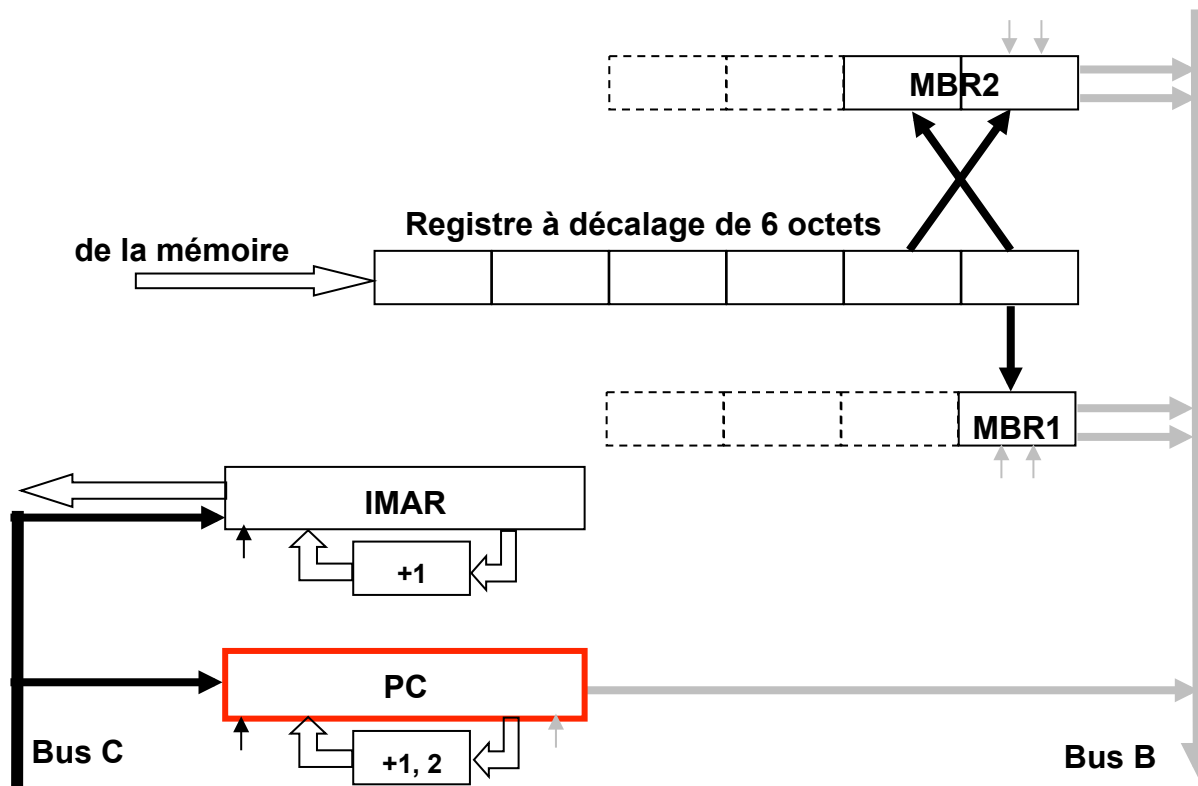 MBR2
Registre à décalage de 6 octets
de la mémoire
MBR1
IMAR
+1
PC
+1, 2
Bus C
Bus B